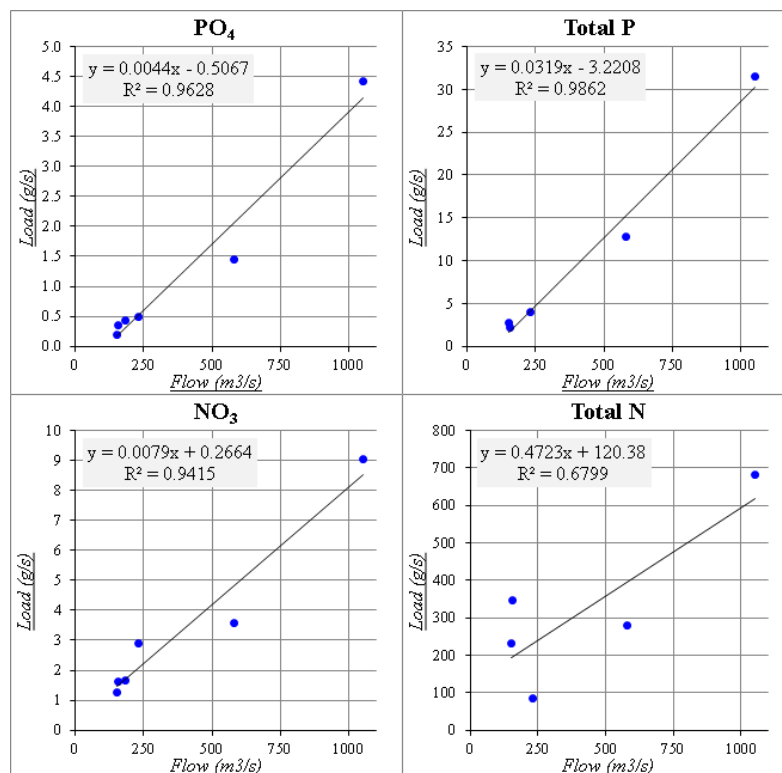 PO₄
y = 0.0044x - 0.5067
R² = 0.9628
5.0
4.5
4.0
3.5
3.0
2.5
2.0
1.5
1.0
0.5
0.0
Load (g/s)
0 250 500 750 1000
Flow (m3/s)
Total P
y = 0.0319x - 3.2208
R² = 0.9862
35
30
25
20
15
10
5
0
Load (g/s)
0 250 500 750 1000
Flow (m3/s)
NO₃
y = 0.0079x + 0.2664
R² = 0.9415
10
9
8
7
6
5
4
3
2
1
0
Load (g/s)
0 250 500 750 1000
Flow (m3/s)
Total N
y = 0.4723x + 120.38
R² = 0.6799
800
700
600
500
400
300
200
100
0
Load (g/s)
0 250 500 750 1000
Flow (m3/s)